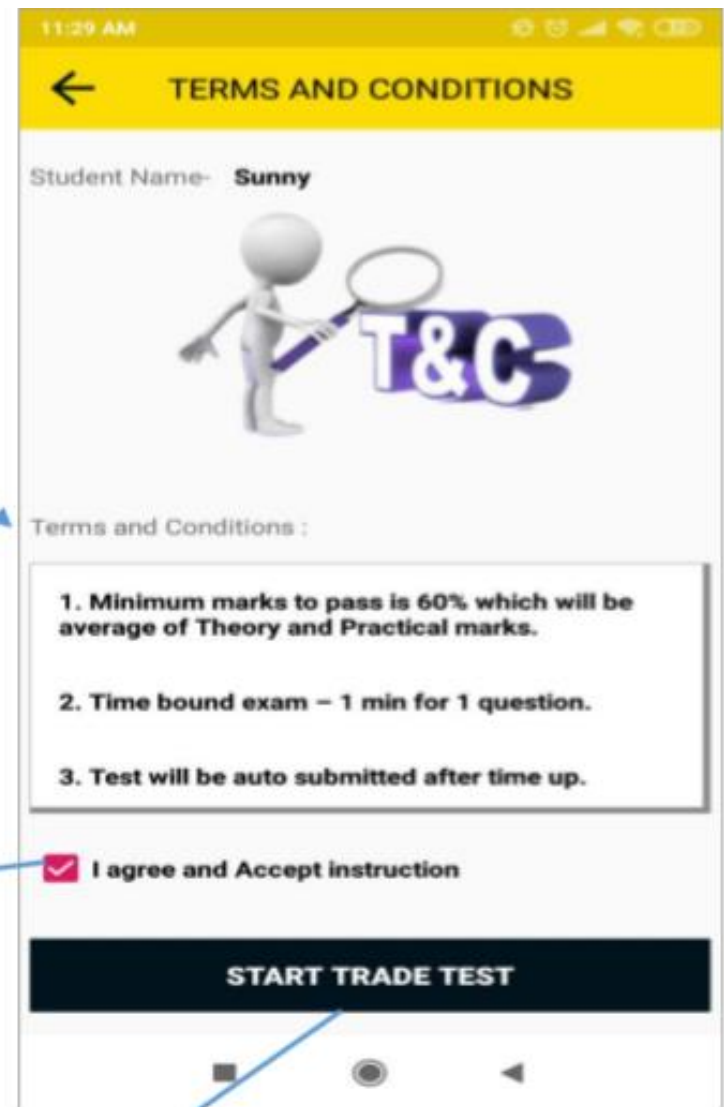 11:29 AM
TERMS AND CONDITIONS
Student Name- Sunny
T&C
Terms and Conditions :
1. Minimum marks to pass is 60% which will be
average of Theory and Practical marks.
2. Time bound exam – 1 min for 1 question.
3. Test will be auto submitted after time up.
I agree and Accept instruction
START TRADE TEST